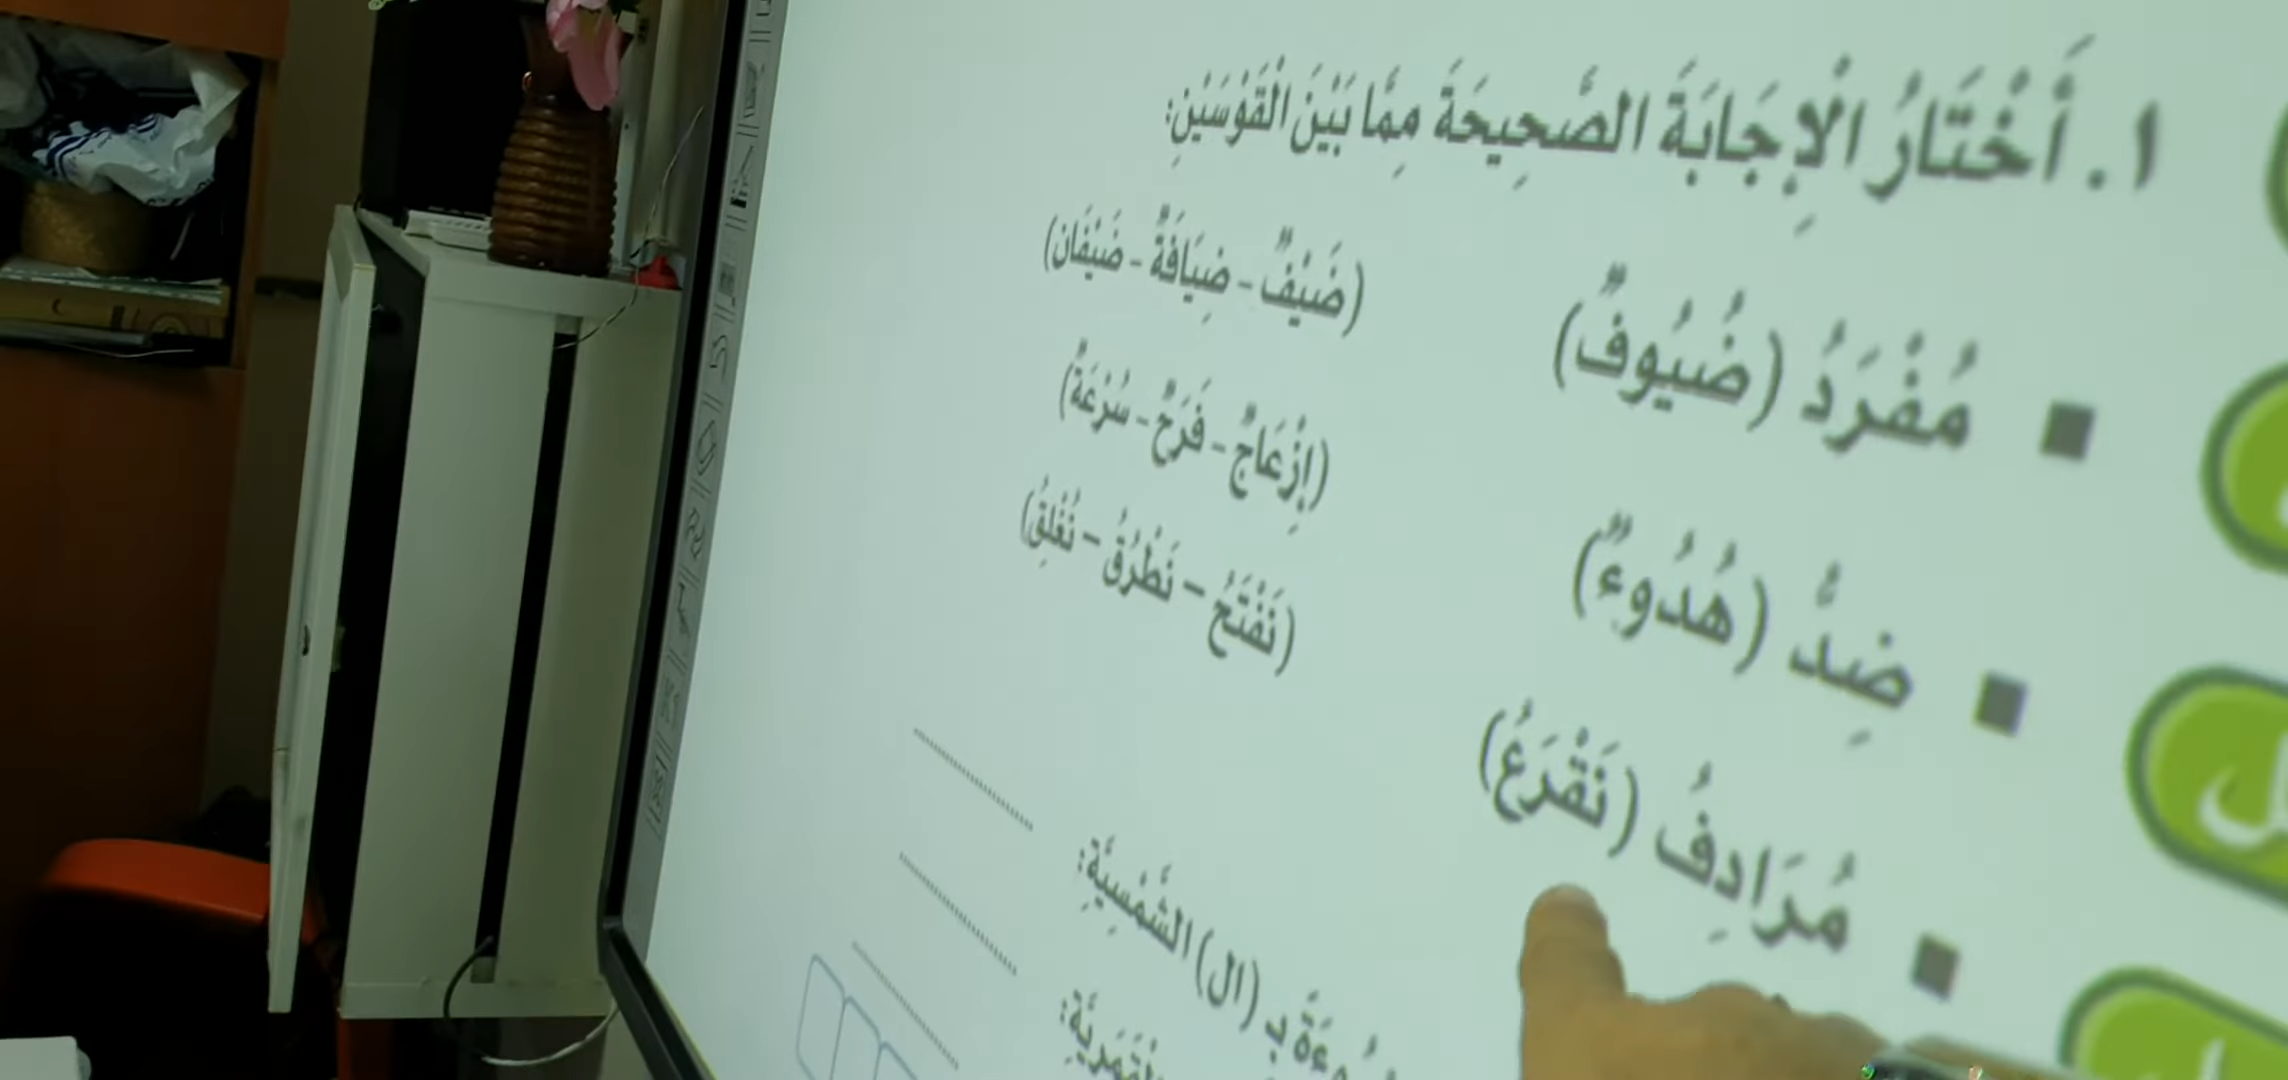 ١. أَخْتَارُ الْإِجَابَةَ الصَّحِيحَةَ مِمَّا بَيْنَ الْقَوْسَيْنِ:
مُفْرَدُ (ضُيُوفٌ) (ضَيْفٌ - ضِيَافَةٌ - ضَيْفَان)
ضِدُّ (هُدُوءٌ) (إِزْعَاجٌ - فَرَحٌ - سُرْعَةٌ)
مُرَادِفُ (نَقْرَعُ) (نَفْتَحُ – نَطْرُقُ – نُغْلِقُ)
بِـ (ال) الشَّمْسِيَّةِ: